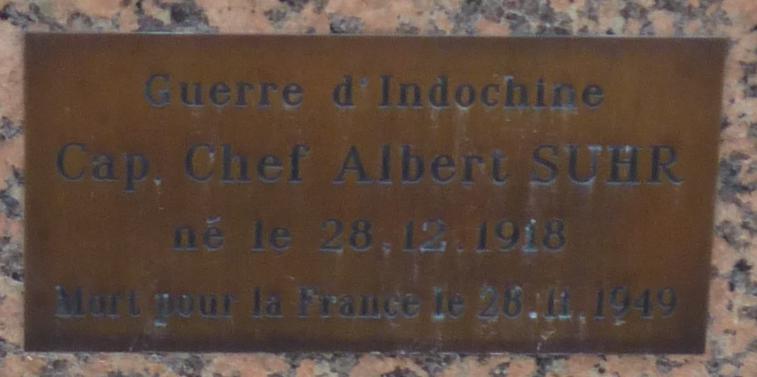 Guerre d'Indochine
Cap. Chef Albert SUHR
né le 28.12.1918
Mort pour la France le 28.11.1949